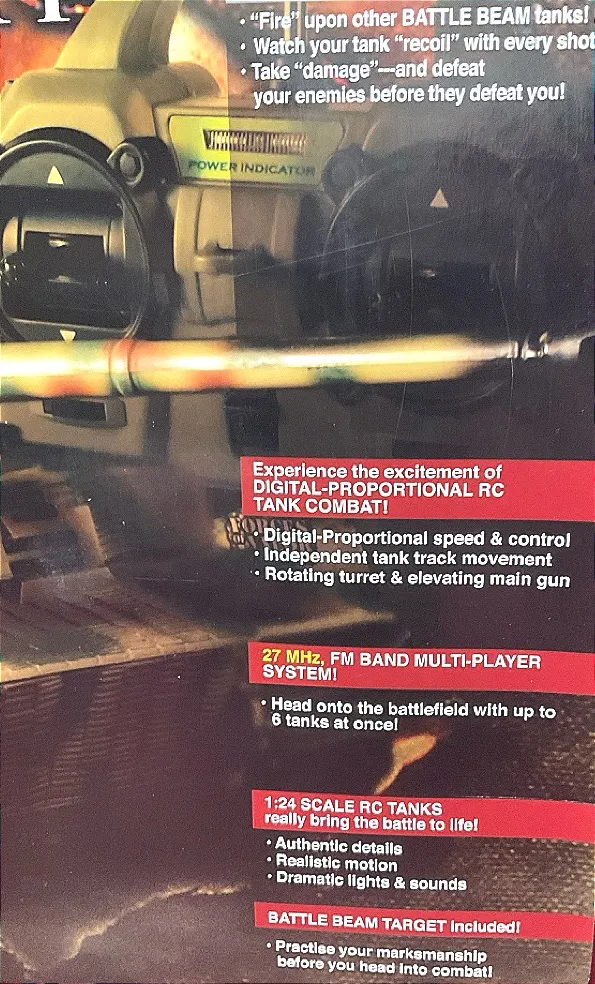 • "Fire" upon other BATTLE BEAM tanks!
• Watch your tank "recoil" with every shot
• Take "damage"—and defeat
your enemies before they defeat you!
POWER INDICATOR
Experience the excitement of
DIGITAL-PROPORTIONAL RC
TANK COMBAT!
• Digital-Proportional speed & control
• Independent tank track movement
• Rotating turret & elevating main gun
FORCES
27 MHz, FM BAND MULTI-PLAYER
SYSTEM!
• Head onto the battlefield with up to
6 tanks at once!
1:24 SCALE RC TANKS
really bring the battle to life!
• Authentic details
• Realistic motion
• Dramatic lights & sounds
BATTLE BEAM TARGET included!
• Practise your marksmanship
before you head into combat!